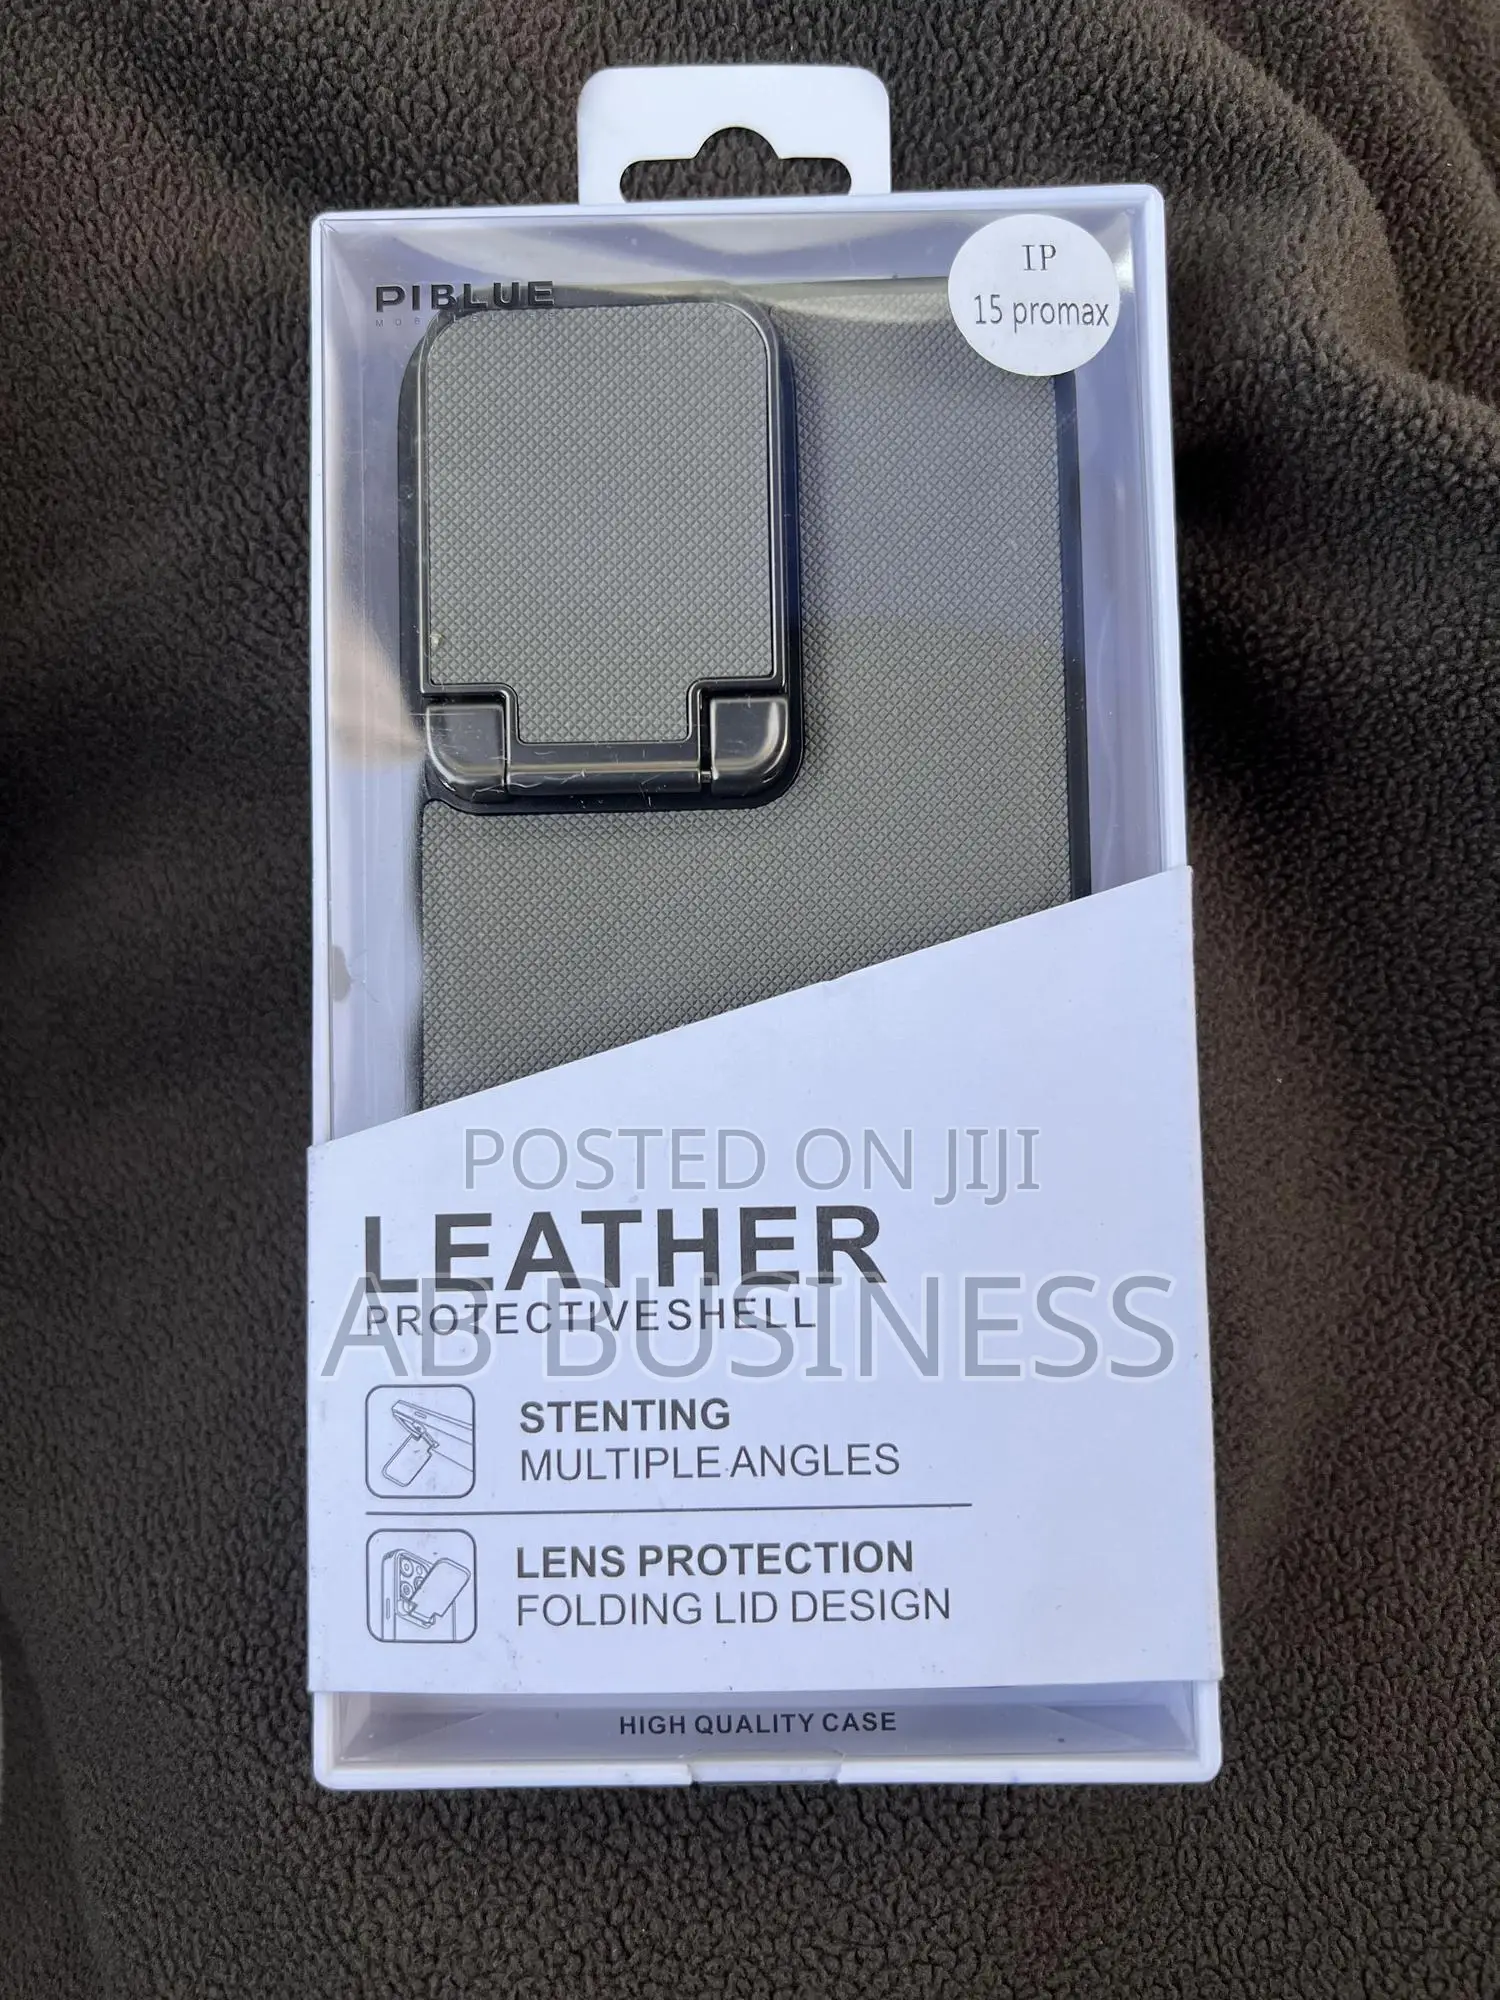 IP
15 promax
PIBLUE
POSTED ON JIJI
LEATHER
AB BUSINESS
PROTECTIVESHELL
STENTING
MULTIPLE ANGLES
LENS PROTECTION
FOLDING LID DESIGN
HIGH QUALITY CASE